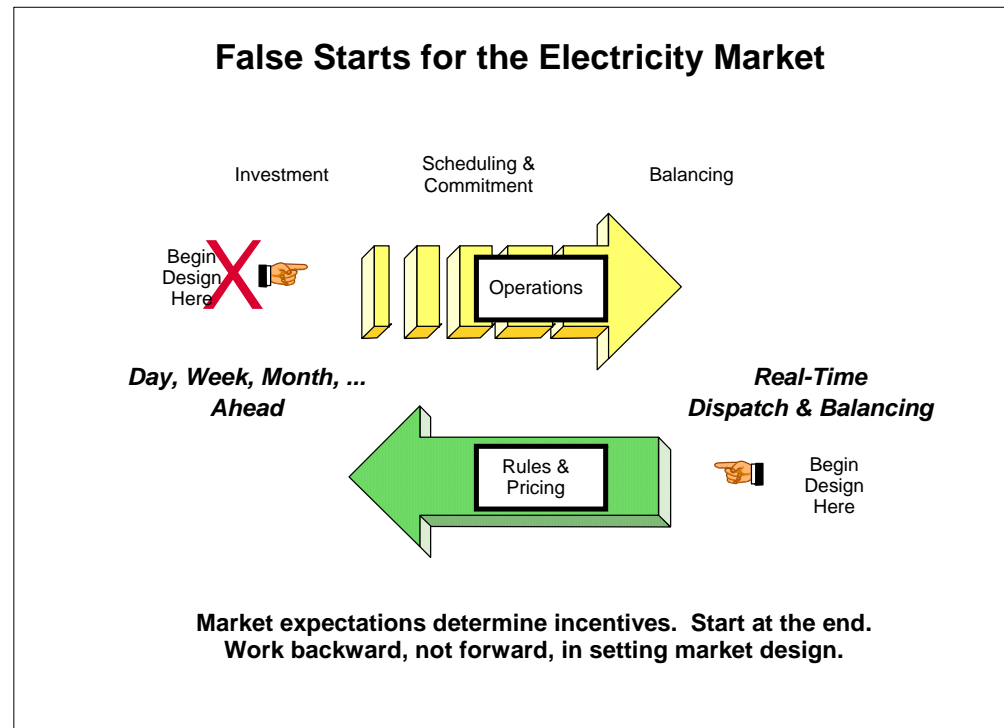 False Starts for the Electricity Market
Investment
Scheduling &
Commitment
Balancing
Begin
Design
Here
Operations
Day, Week, Month, ...
Ahead
Real-Time
Dispatch & Balancing
Rules &
Pricing
Begin
Design
Here
Market expectations determine incentives.  Start at the end.
Work backward, not forward, in setting market design.